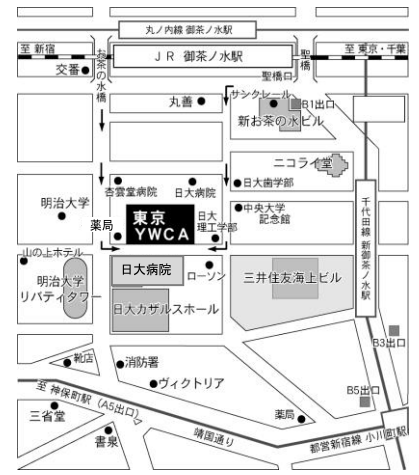 丸ノ内線 御茶ノ水駅
至 新宿
JR 御茶ノ水駅
至 東京・千葉
お茶の水橋
聖橋
交番
聖橋口
丸善
サンクレール
B1出口
新お茶の水ビル
ニコライ堂
杏雲堂病院
日大病院
日大歯学部
明治大学
東京
YWCA
日大
理工学部
中央大学
記念館
薬局
千代田線 新御茶ノ水駅
山の上ホテル
明治大学
リバティタワー
日大病院
ローソン
三井住友海上ビル
日大カザルスホール
B3出口
靴店
消防署
ヴィクトリア
B5出口
至 神保町駅(A5出口)
三省堂
書泉
薬局
靖国通り
都営新宿線 小川町駅